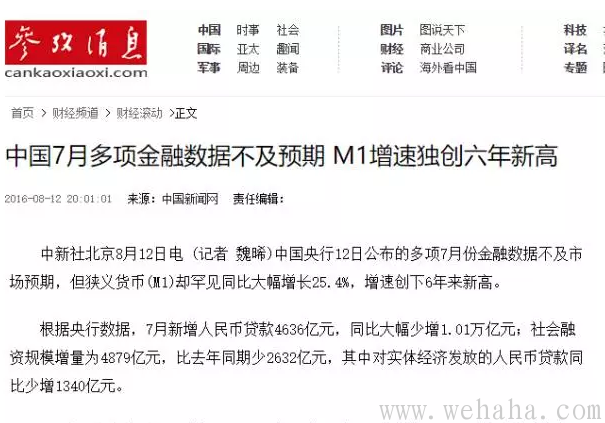 参考消息
cankaoxiaoxi.com
中国 时事 社会
国际 亚太 趣闻
军事 周边 装备
图片 图说天下
财经 商业公司
评论 海外看中国
科技
译名
专题
首页 > 财经频道 > 财经滚动 >正文
中国7月多项金融数据不及预期 M1增速独创六年新高
2016-08-12 20:01:01 来源：中国新闻网 责任编辑：
中新社北京8月12日电 (记者 魏晞)中国央行12日公布的多项7月份金融数据不及市
场预期，但狭义货币(M1)却罕见同比大幅增长25.4%，增速创下6年来新高。
根据央行数据，7月新增人民币贷款4636亿元，同比大幅少增1.01万亿元；社会融
资规模增量为4879亿元，比去年同期少2632亿元，其中对实体经济发放的人民币贷款同
比少增1340亿元。
www.wehaha.com